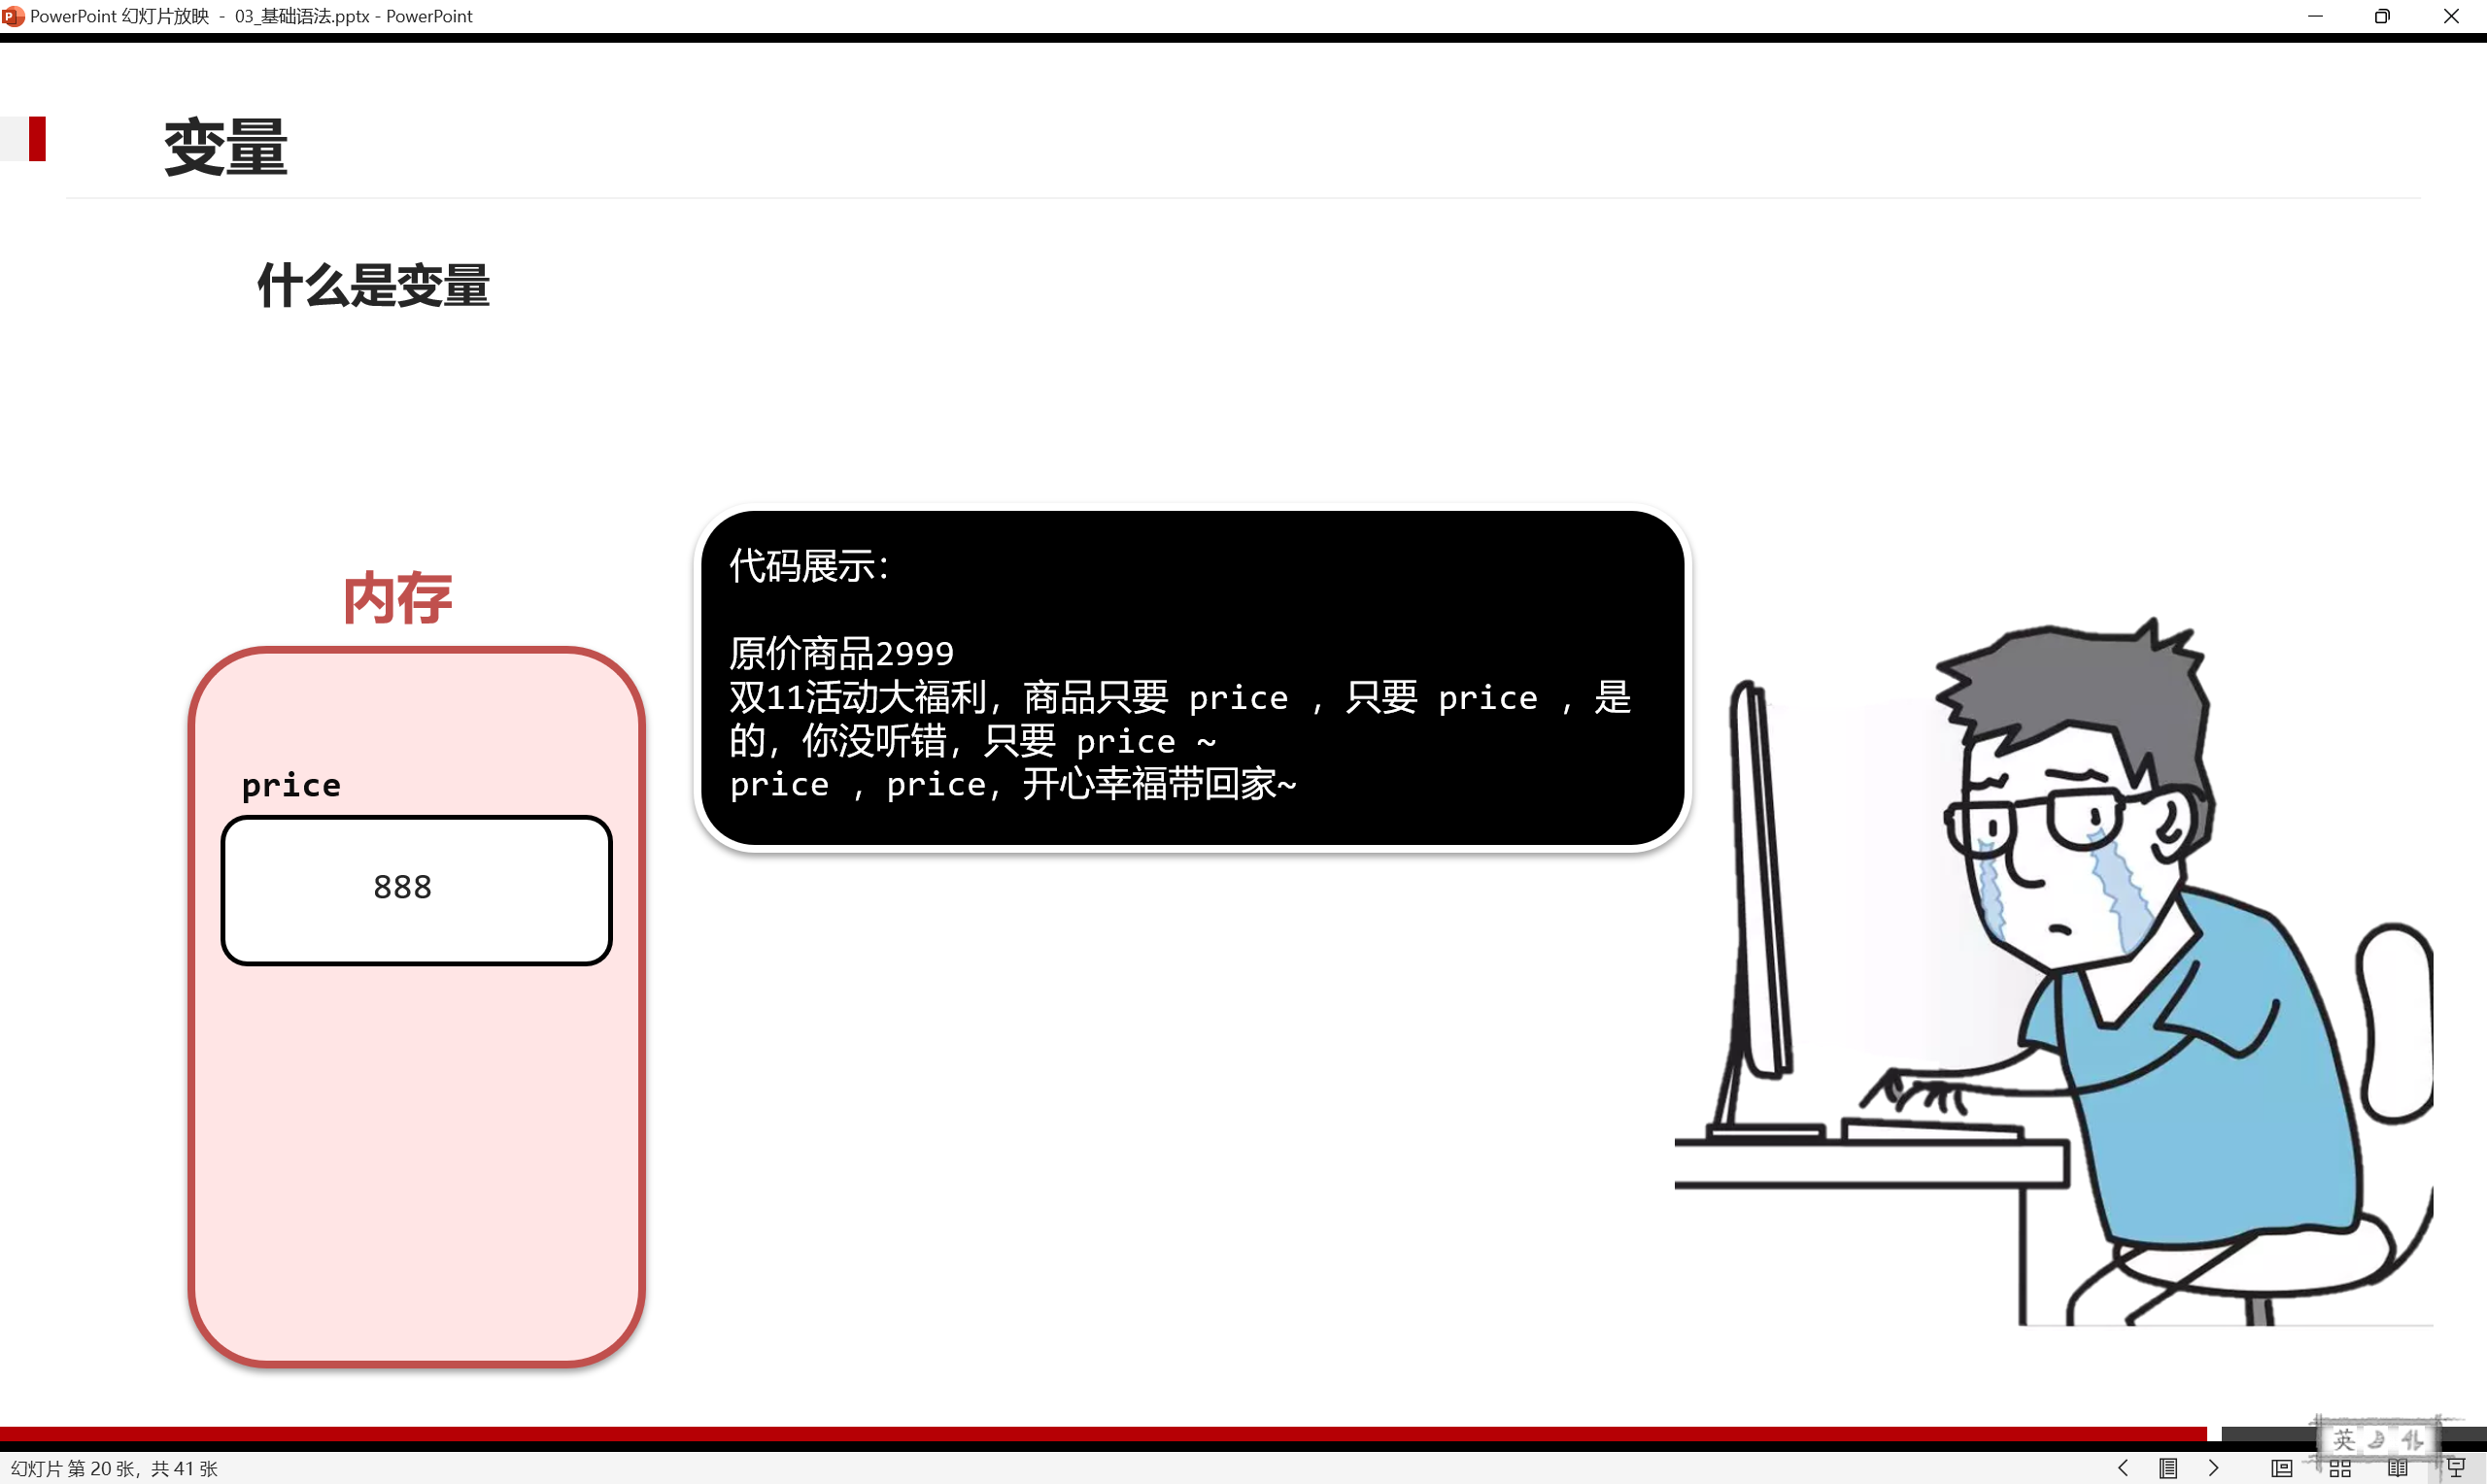 PowerPoint 幻灯片放映 - 03_基础语法.pptx - PowerPoint
变量
什么是变量
内存
price
888
代码展示：
原价商品2999
双11活动大福利，商品只要 price ，只要 price ，是
的，你没听错，只要 price ~
price ，price，开心幸福带回家~
英
幻灯片 第 20 张，共 41 张